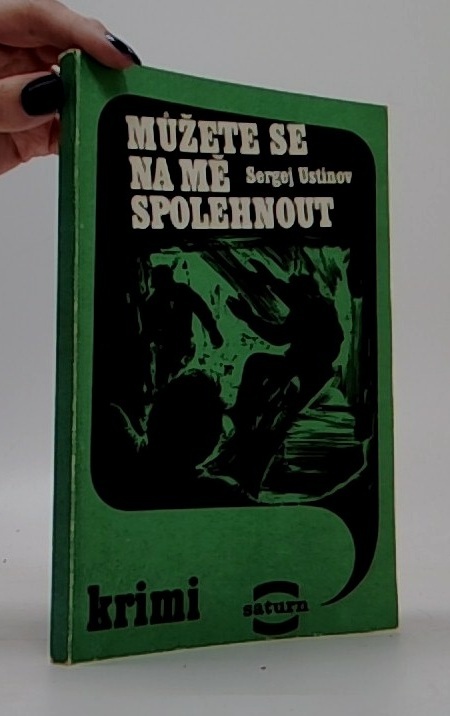 MŮŽETE SE
NA MĚ Sergej Ustinov
SPOLEHNOUT
krimi saturn